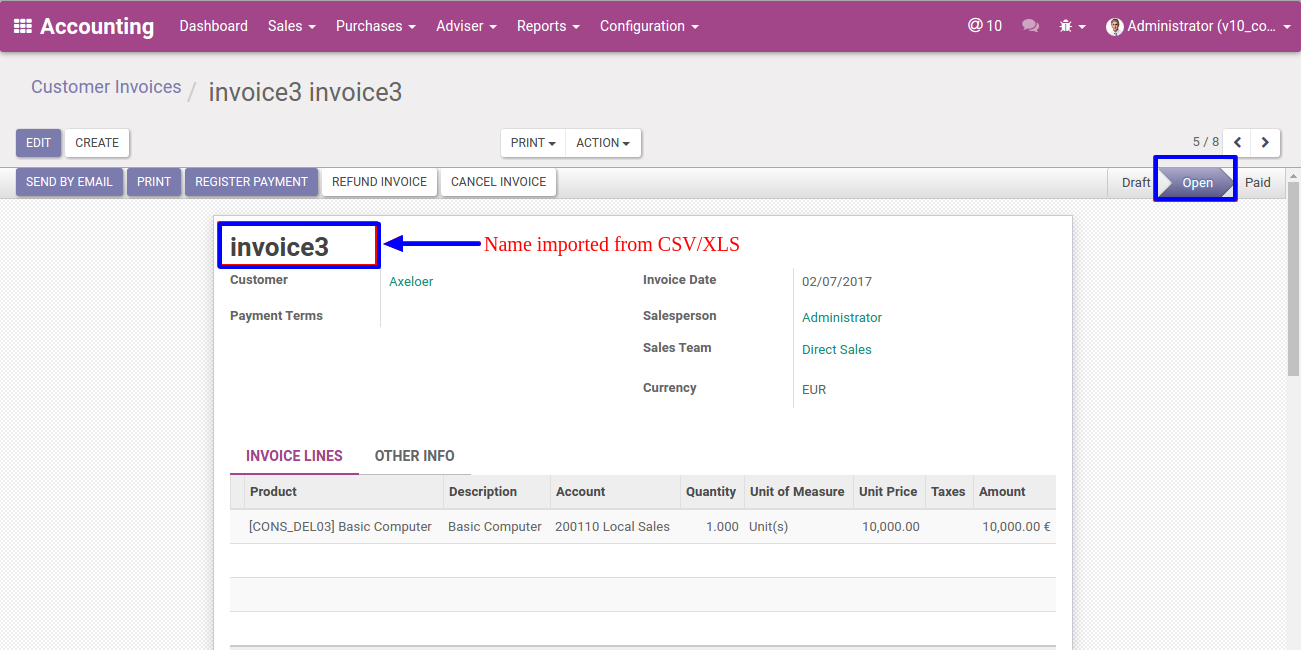 Accounting Dashboard Sales Purchases Adviser Reports Configuration @ 10 Administrator (v10_co...
Customer Invoices / invoice3 invoice3
EDIT CREATE PRINT ACTION 5 / 8
SEND BY EMAIL PRINT REGISTER PAYMENT REFUND INVOICE CANCEL INVOICE Draft Open Paid
invoice3 Name imported from CSV/XLS
Customer Axeloer Invoice Date 02/07/2017
Payment Terms Salesperson Administrator
Sales Team Direct Sales
Currency EUR
INVOICE LINES OTHER INFO
Product Description Account Quantity Unit of Measure Unit Price Taxes Amount
[CONS_DEL03] Basic Computer Basic Computer 200110 Local Sales 1.000 Unit(s) 10,000.00 10,000.00 €